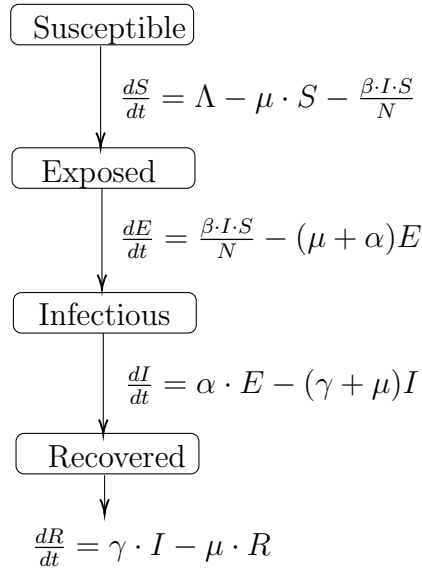 Susceptible
dS/dt = Λ − μ · S − β·I·S/N
Exposed
dE/dt = β·I·S/N − (μ + α)E
Infectious
dI/dt = α · E − (γ + μ)I
Recovered
dR/dt = γ · I − μ · R